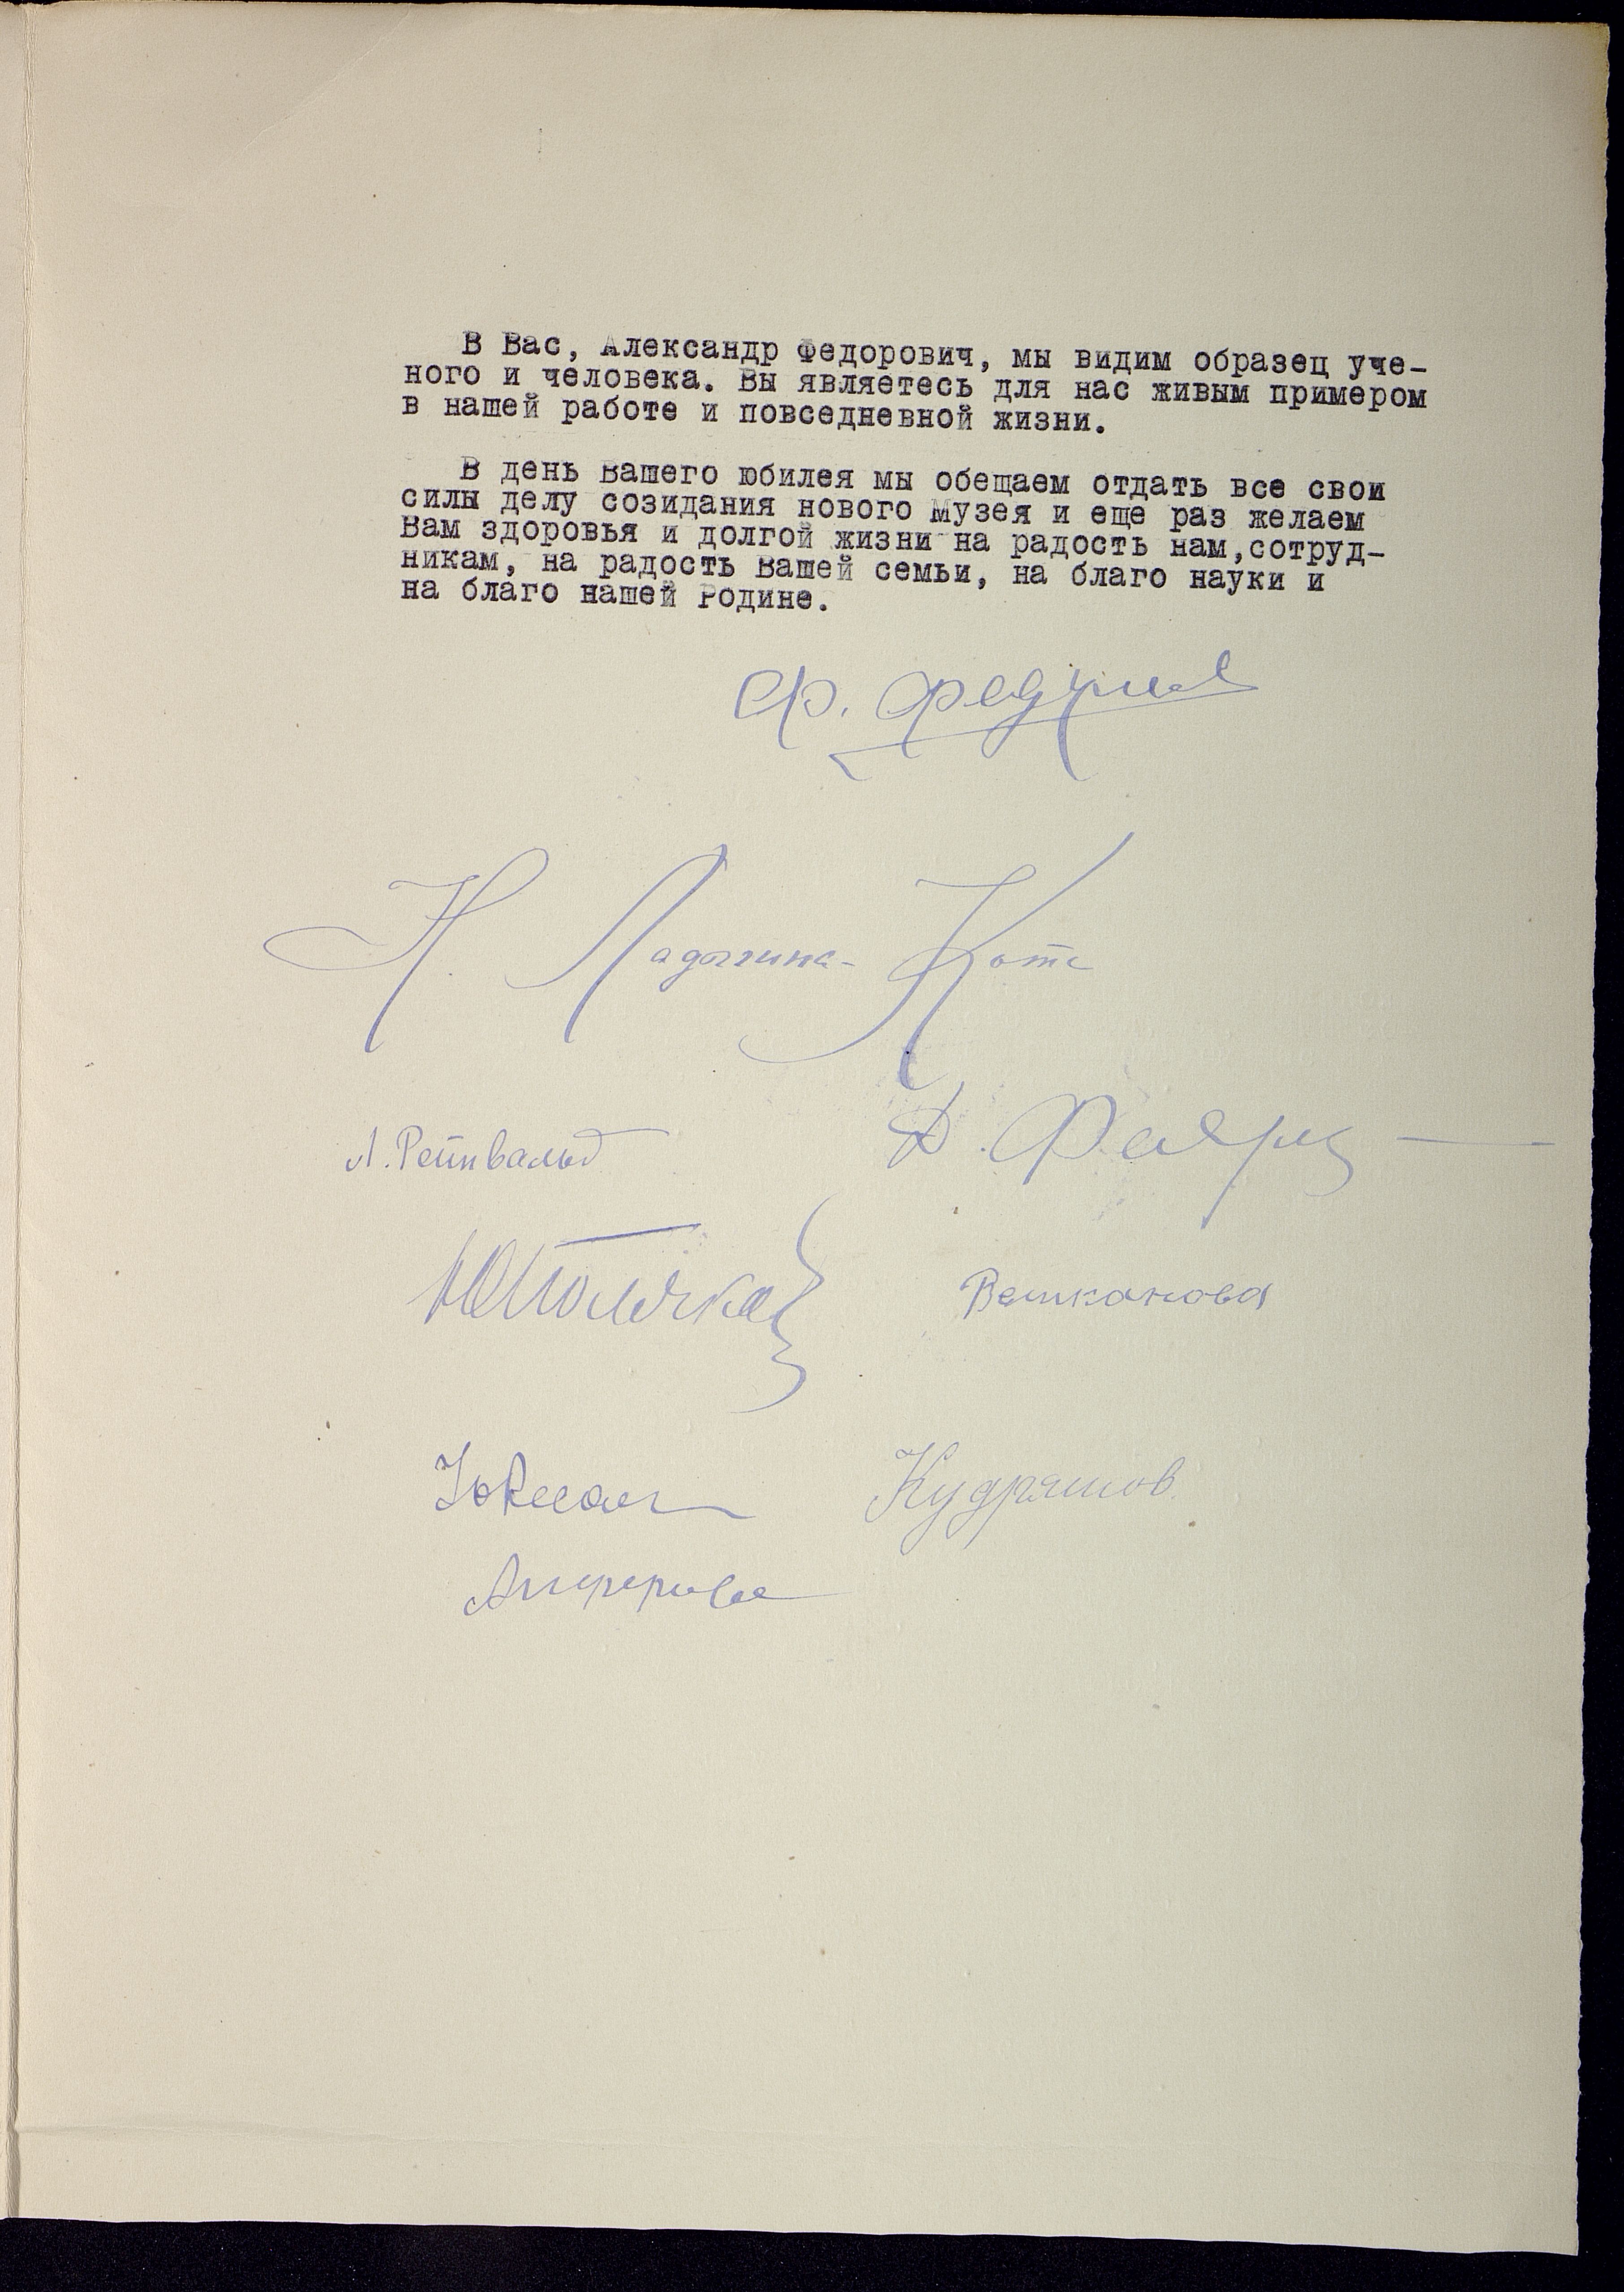 В Вас, Александр Федорович, мы видим образец уче-
ного и человека. Вы являетесь для нас живым примером
в нашей работе и повседневной жизни.
В день Вашего юбилея мы обещаем отдать все свои
силы делу созидания нового Музея и еще раз желаем
Вам здоровья и долгой жизни на радость нам,сотруд-
никам, на радость Вашей семьи, на благо науки и
на благо нашей Родине.
Ф.
Н. Ладыгина-Котс
Л. Рейнвальд
Кудряшов